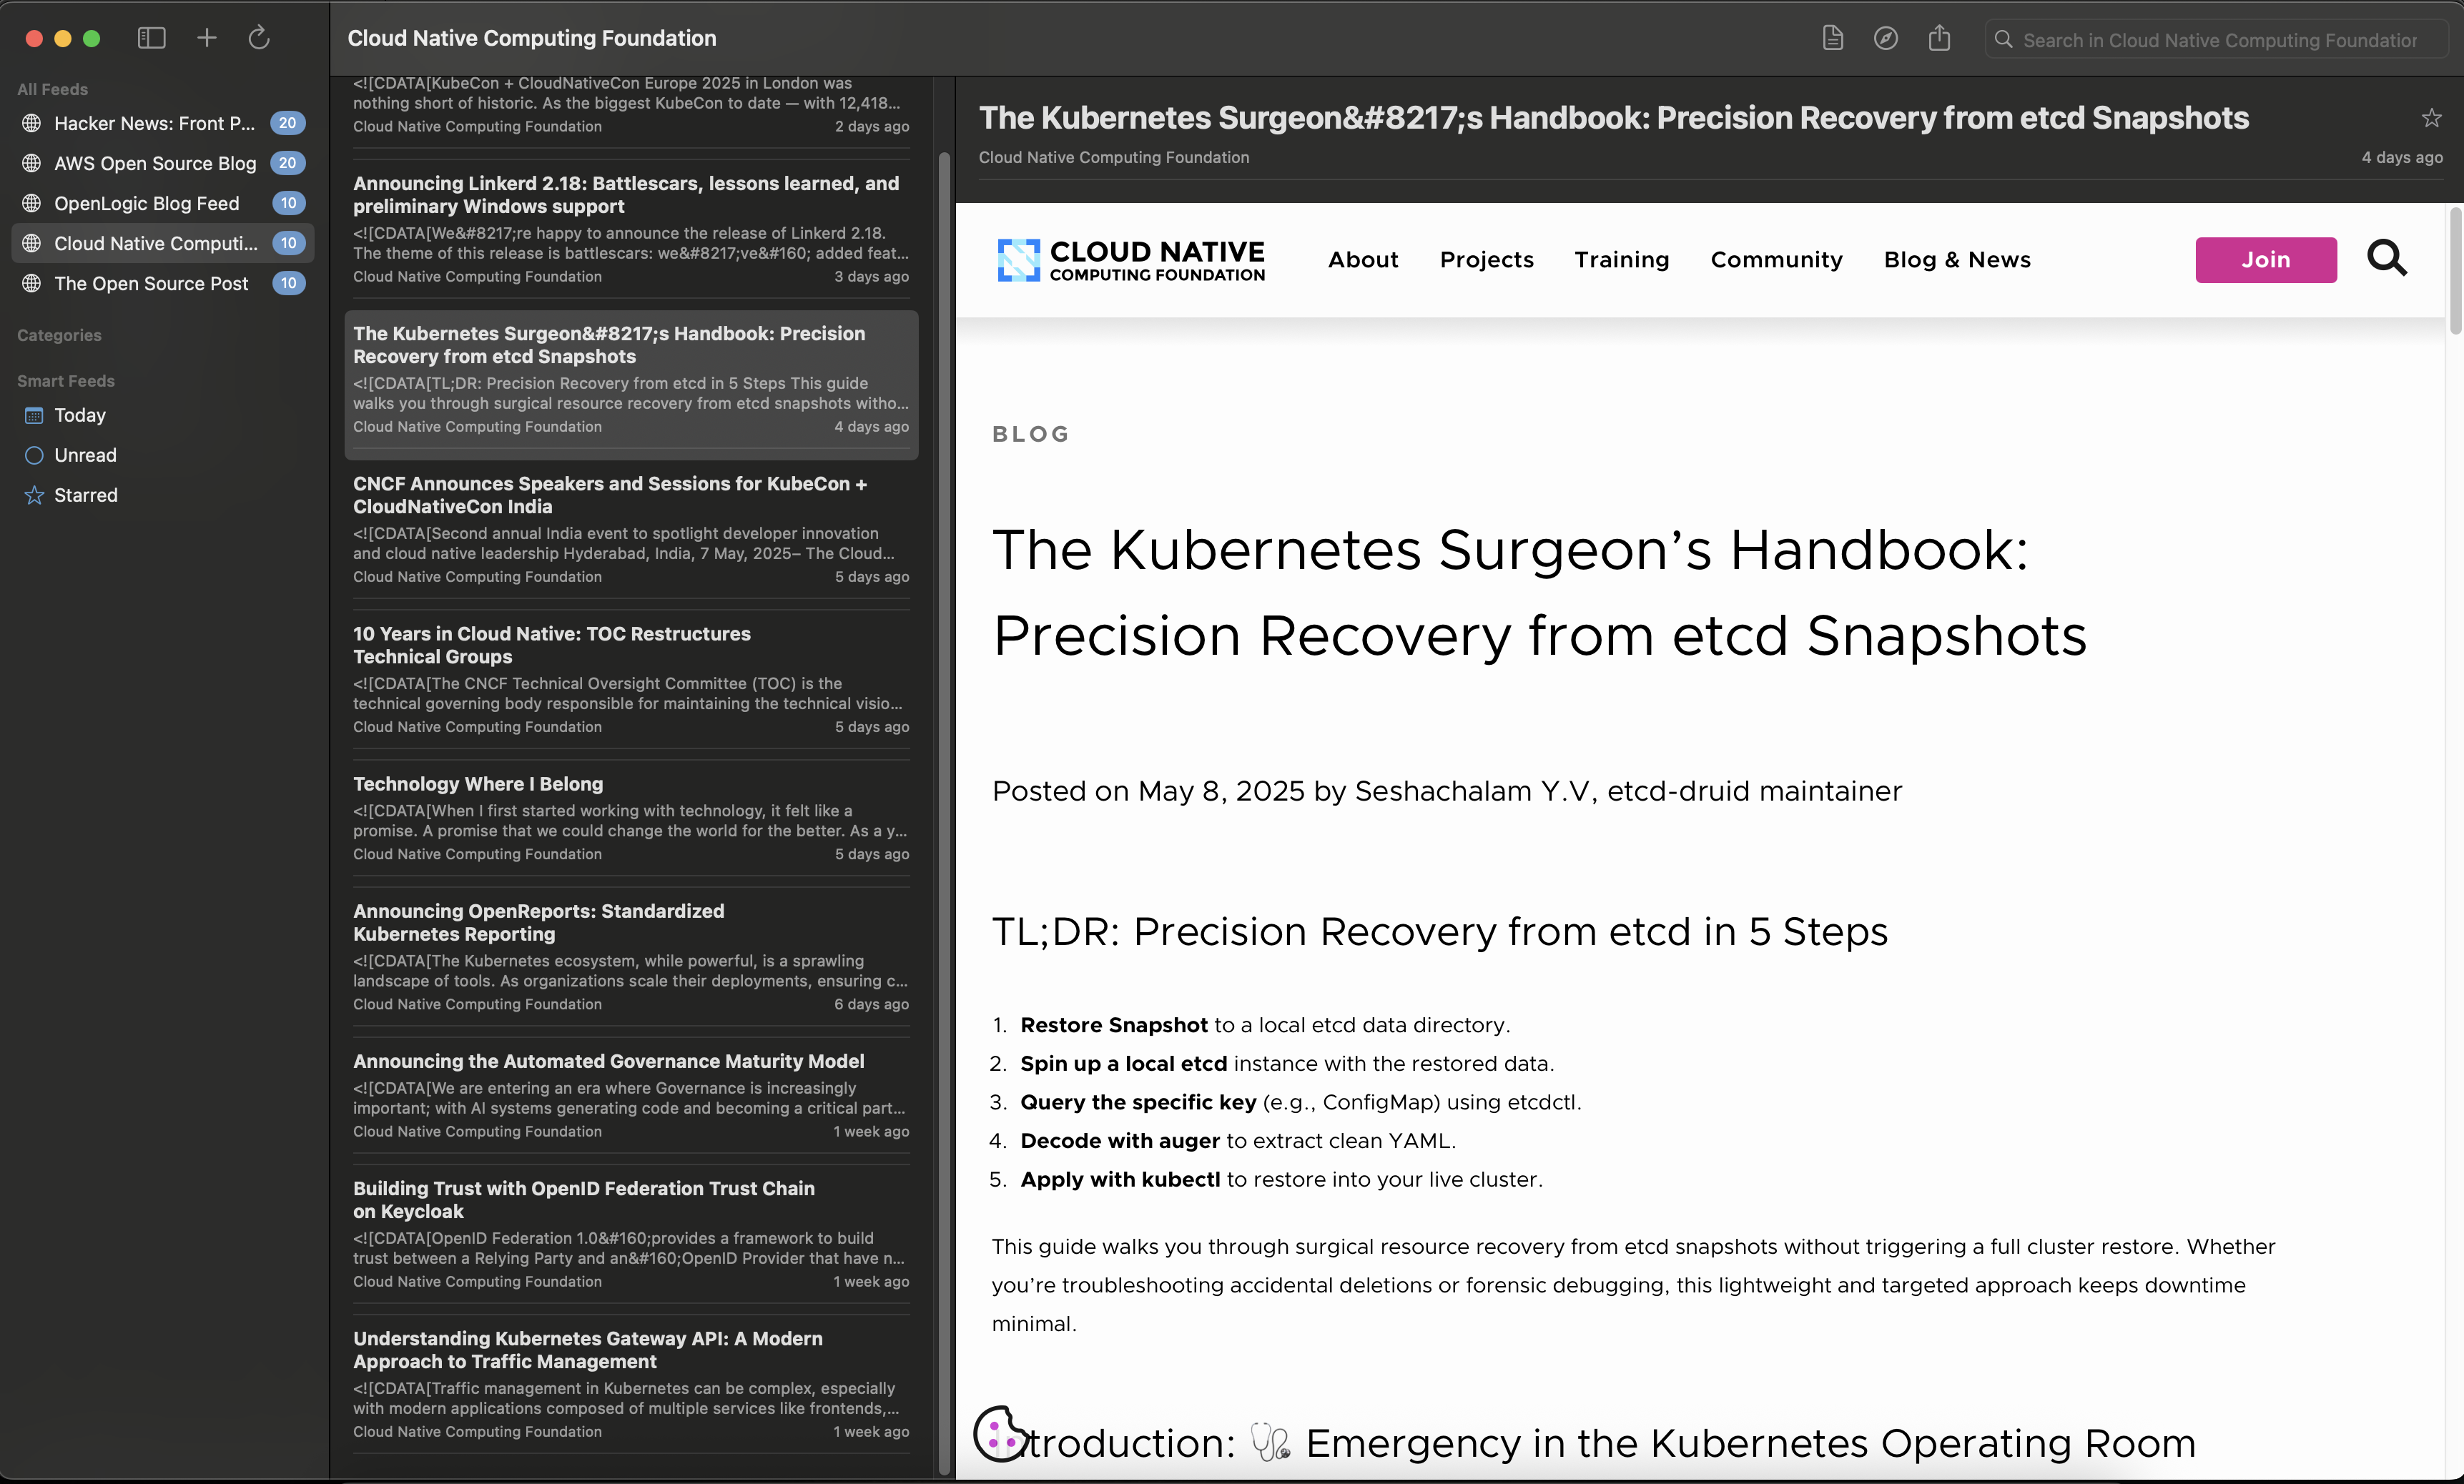 Cloud Native Computing Foundation
Search in Cloud Native Computing Foundation
All Feeds
Hacker News: Front P... 20
AWS Open Source Blog 20
OpenLogic Blog Feed 10
Cloud Native Computi... 10
The Open Source Post 10
Categories
Smart Feeds
Today
Unread
Starred
<![CDATA[KubeCon + CloudNativeCon Europe 2025 in London was
nothing short of historic. As the biggest KubeCon to date — with 12,418...
Cloud Native Computing Foundation 2 days ago
Announcing Linkerd 2.18: Battlescars, lessons learned, and
preliminary Windows support
<![CDATA[We&#8217;re happy to announce the release of Linkerd 2.18.
The theme of this release is battlescars: we&#8217;ve&#160; added feat...
Cloud Native Computing Foundation 3 days ago
The Kubernetes Surgeon&#8217;s Handbook: Precision
Recovery from etcd Snapshots
<![CDATA[TL;DR: Precision Recovery from etcd in 5 Steps This guide
walks you through surgical resource recovery from etcd snapshots witho...
Cloud Native Computing Foundation 4 days ago
CNCF Announces Speakers and Sessions for KubeCon +
CloudNativeCon India
<![CDATA[Second annual India event to spotlight developer innovation
and cloud native leadership Hyderabad, India, 7 May, 2025– The Cloud...
Cloud Native Computing Foundation 5 days ago
10 Years in Cloud Native: TOC Restructures
Technical Groups
<![CDATA[The CNCF Technical Oversight Committee (TOC) is the
technical governing body responsible for maintaining the technical visio...
Cloud Native Computing Foundation 5 days ago
Technology Where I Belong
<![CDATA[When I first started working with technology, it felt like a
promise. A promise that we could change the world for the better. As a y...
Cloud Native Computing Foundation 5 days ago
Announcing OpenReports: Standardized
Kubernetes Reporting
<![CDATA[The Kubernetes ecosystem, while powerful, is a sprawling
landscape of tools. As organizations scale their deployments, ensuring c...
Cloud Native Computing Foundation 6 days ago
Announcing the Automated Governance Maturity Model
<![CDATA[We are entering an era where Governance is increasingly
important; with AI systems generating code and becoming a critical part...
Cloud Native Computing Foundation 1 week ago
Building Trust with OpenID Federation Trust Chain
on Keycloak
<![CDATA[OpenID Federation 1.0&#160;provides a framework to build
trust between a Relying Party and an&#160;OpenID Provider that have n...
Cloud Native Computing Foundation 1 week ago
Understanding Kubernetes Gateway API: A Modern
Approach to Traffic Management
<![CDATA[Traffic management in Kubernetes can be complex, especially
with modern applications composed of multiple services like frontends,...
Cloud Native Computing Foundation 1 week ago
The Kubernetes Surgeon&#8217;s Handbook: Precision Recovery from etcd Snapshots
Cloud Native Computing Foundation 4 days ago
CLOUD NATIVE
COMPUTING FOUNDATION
About Projects Training Community Blog & News Join
BLOG
The Kubernetes Surgeon’s Handbook:
Precision Recovery from etcd Snapshots
Posted on May 8, 2025 by Seshachalam Y.V, etcd-druid maintainer
TL;DR: Precision Recovery from etcd in 5 Steps
1. Restore Snapshot to a local etcd data directory.
2. Spin up a local etcd instance with the restored data.
3. Query the specific key (e.g., ConfigMap) using etcdctl.
4. Decode with auger to extract clean YAML.
5. Apply with kubectl to restore into your live cluster.
This guide walks you through surgical resource recovery from etcd snapshots without triggering a full cluster restore. Whether
you’re troubleshooting accidental deletions or forensic debugging, this lightweight and targeted approach keeps downtime
minimal.
troduction: 🩺 Emergency in the Kubernetes Operating Room